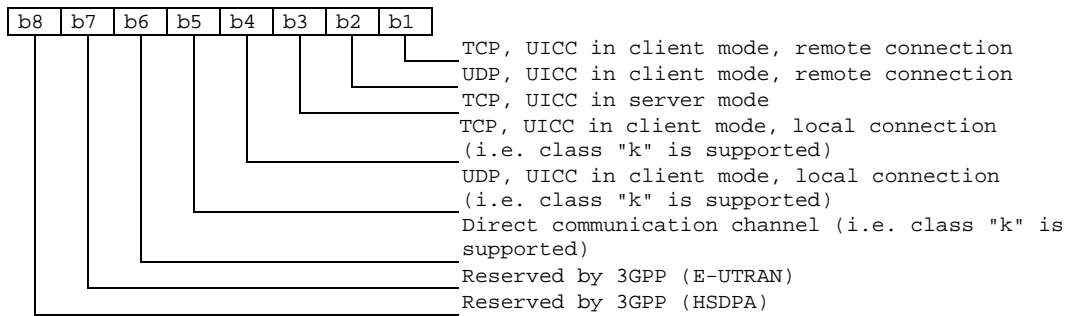 b8 b7 b6 b5 b4 b3 b2 b1
TCP, UICC in client mode, remote connection
UDP, UICC in client mode, remote connection
TCP, UICC in server mode
TCP, UICC in client mode, local connection
(i.e. class "k" is supported)
UDP, UICC in client mode, local connection
(i.e. class "k" is supported)
Direct communication channel (i.e. class "k" is
supported)
Reserved by 3GPP (E-UTRAN)
Reserved by 3GPP (HSDPA)